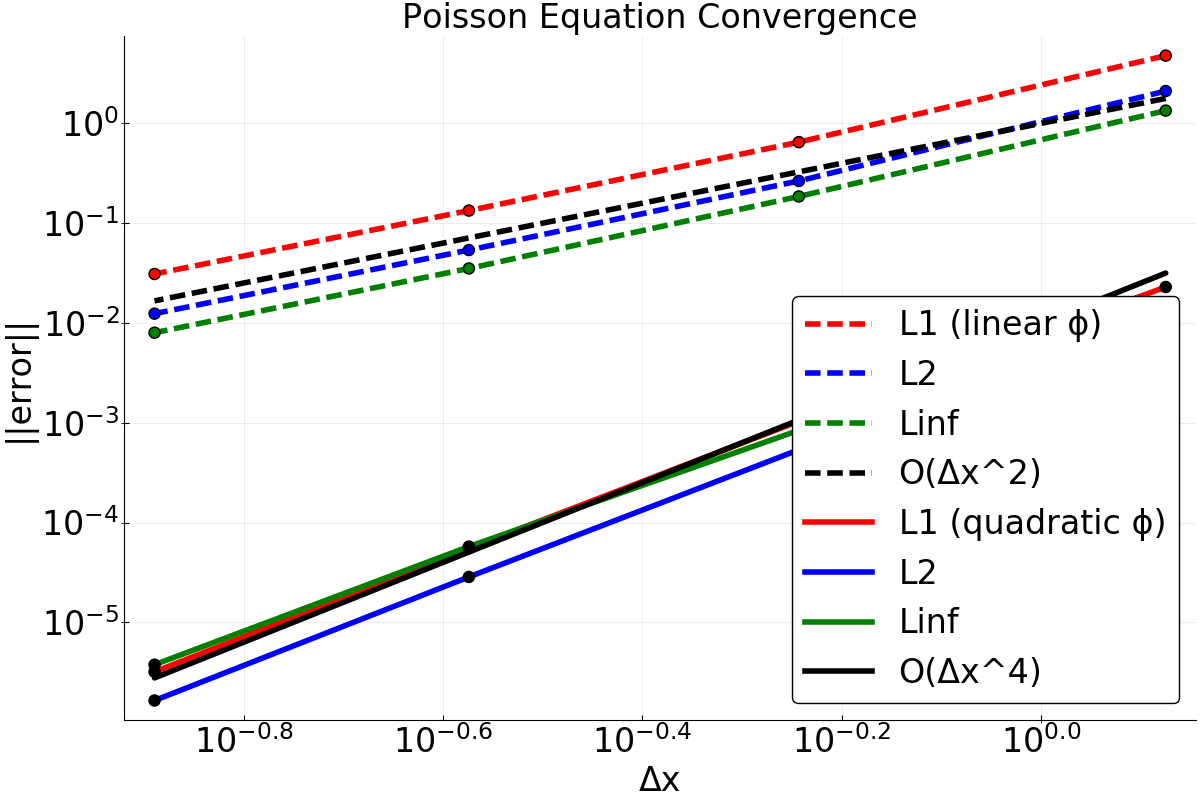 Poisson Equation Convergence
||error||
10^0
10^-1
10^-2
10^-3
10^-4
10^-5
L1 (linear ϕ)
L2
Linf
O(Δx^2)
L1 (quadratic ϕ)
L2
Linf
O(Δx^4)
10^-0.8
10^-0.6
10^-0.4
10^-0.2
10^0.0
Δx